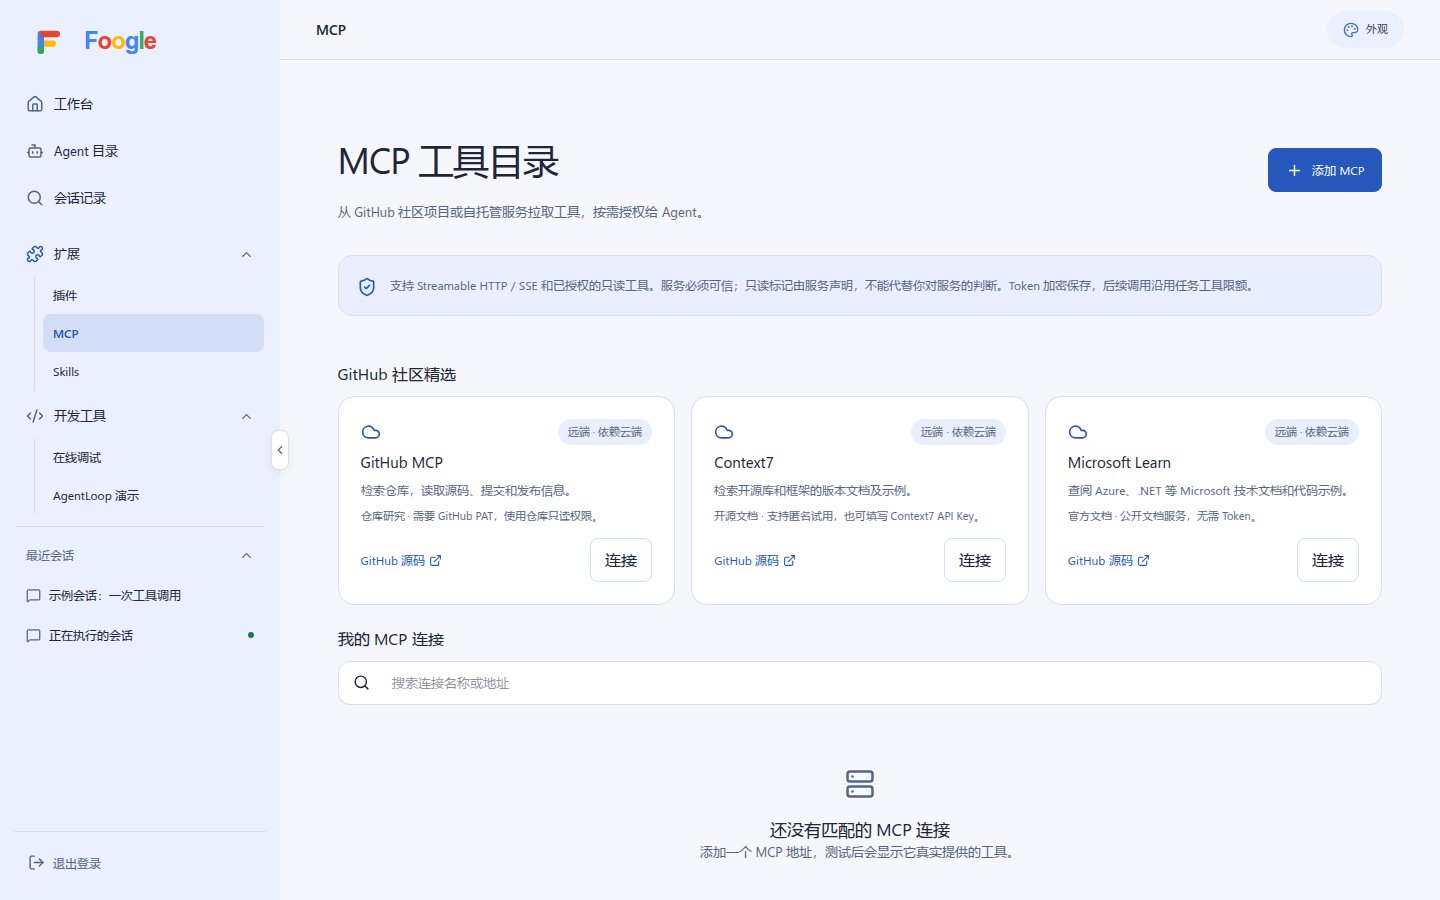 Foogle
工作台
Agent 目录
会话记录
扩展
插件
MCP
Skills
开发工具
在线调试
AgentLoop 演示
最近会话
示例会话：一次工具调用
正在执行的会话
退出登录
MCP
外观
MCP 工具目录
从 GitHub 社区项目或自托管服务拉取工具，按需授权给 Agent。
添加 MCP
支持 Streamable HTTP / SSE 和已授权的只读工具。服务必须可信；只读标记由服务声明，不能代替你对服务的判断。Token 加密保存，后续调用沿用任务工具限额。
GitHub 社区精选
远端 · 依赖云端
GitHub MCP
检索仓库，读取源码、提交和发布信息。
仓库研究 · 需要 GitHub PAT，使用仓库只读权限。
GitHub 源码
连接
远端 · 依赖云端
Context7
检索开源库和框架的版本文档及示例。
开源文档 · 支持匿名试用，也可填写 Context7 API Key。
GitHub 源码
连接
远端 · 依赖云端
Microsoft Learn
查阅 Azure、.NET 等 Microsoft 技术文档和代码示例。
官方文档 · 公开文档服务，无需 Token。
GitHub 源码
连接
我的 MCP 连接
搜索连接名称或地址
还没有匹配的 MCP 连接
添加一个 MCP 地址，测试后会显示它真实提供的工具。